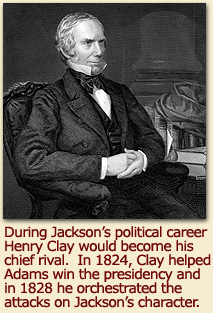 During Jackson's political career
Henry Clay would become his
chief rival.  In 1824, Clay helped
Adams win the presidency and
in 1828 he orchestrated the
attacks on Jackson's character.